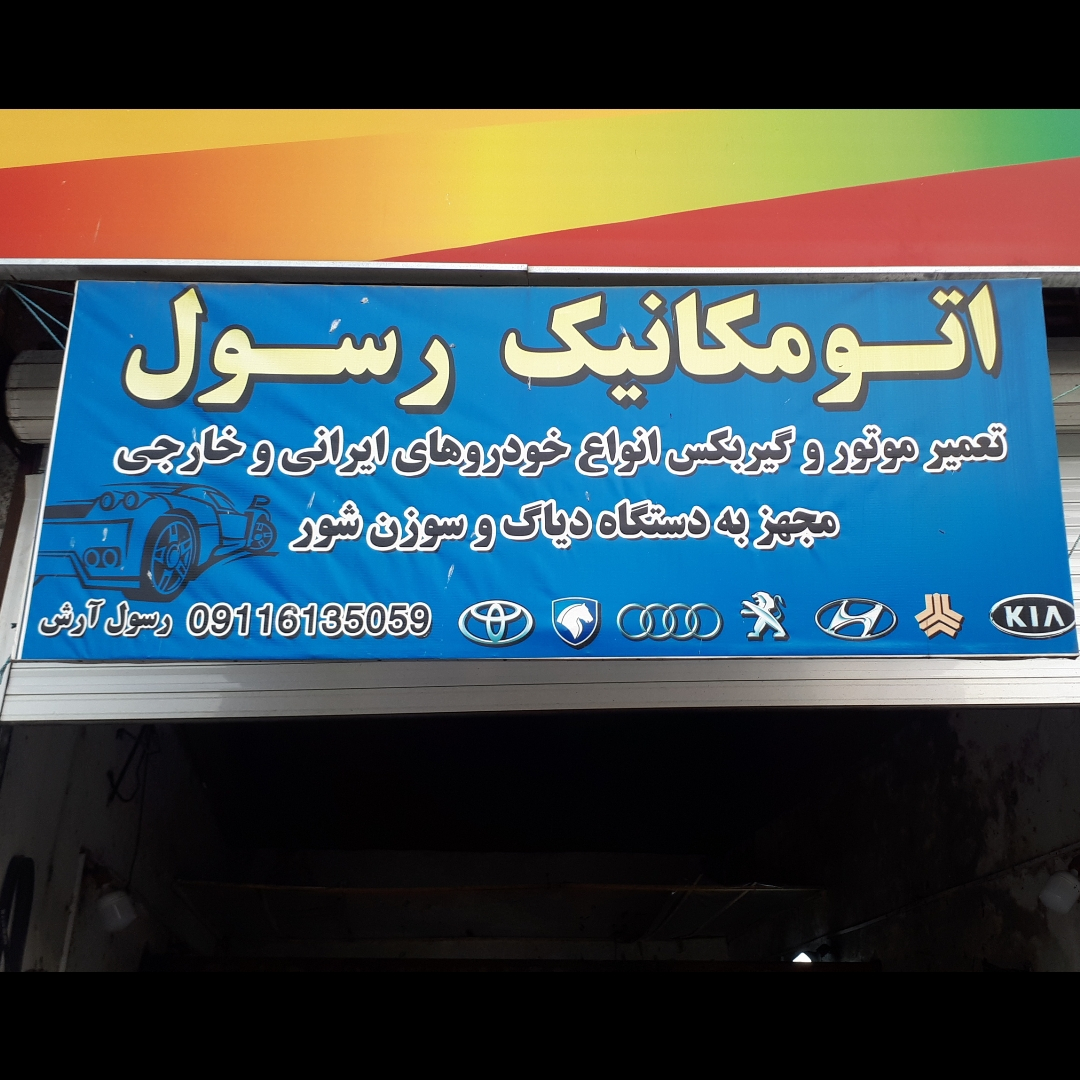 اتومکانیک رسول
تعمیر موتور و گیربکس انواع خودروهای ایرانی و خارجی
مجهز به دستگاه دیاگ و سوزن شور
رسول آرش 09116135059
KIA